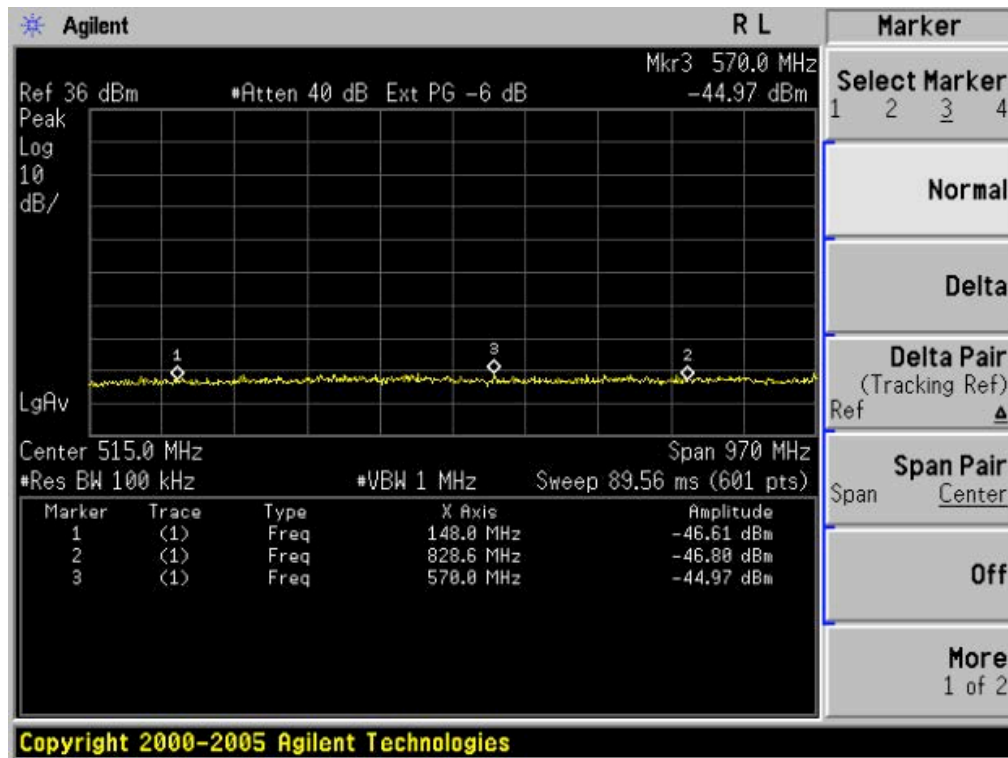 Agilent R L
Mkr3 570.0 MHz
Ref 36 dBm #Atten 40 dB Ext PG -6 dB -44.97 dBm
Peak
Log
10
dB/
1 3 2
LgAv
Center 515.0 MHz Span 970 MHz
#Res BW 100 kHz #VBW 1 MHz Sweep 89.56 ms (601 pts)
Marker Trace Type X Axis Amplitude
1 (1) Freq 148.0 MHz -46.61 dBm
2 (1) Freq 828.6 MHz -46.80 dBm
3 (1) Freq 570.0 MHz -44.97 dBm
Copyright 2000-2005 Agilent Technologies
Marker
Select Marker
1 2 3 4
Normal
Delta
Delta Pair
(Tracking Ref)
Ref Δ
Span Pair
Span Center
Off
More
1 of 2